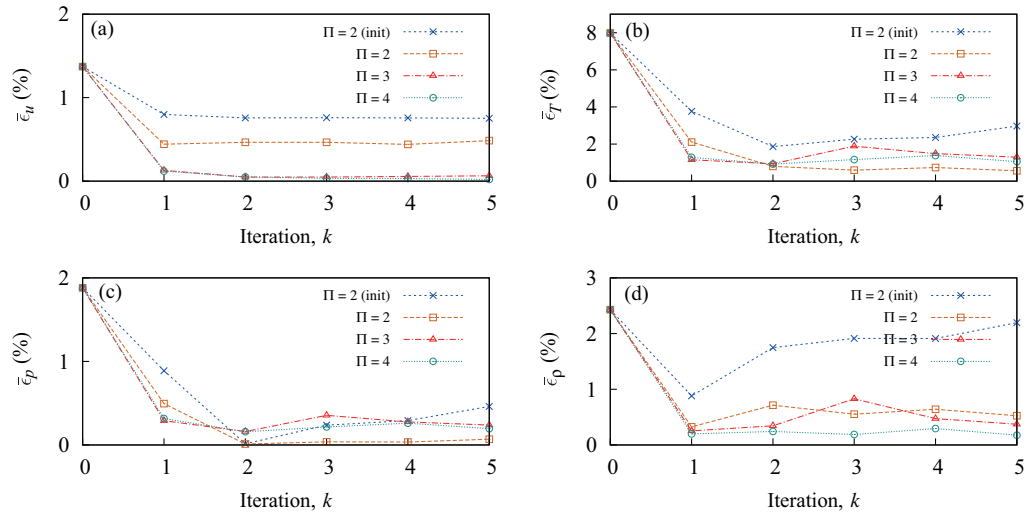 (a)
ϵ̄u (%)
2
1
0
Π = 2 (init)
Π = 2
Π = 3
Π = 4
0 1 2 3 4 5
Iteration, k
(b)
ϵ̄T (%)
8
6
4
2
0
Π = 2 (init)
Π = 2
Π = 3
Π = 4
0 1 2 3 4 5
Iteration, k
(c)
ϵ̄p (%)
2
1
0
Π = 2 (init)
Π = 2
Π = 3
Π = 4
0 1 2 3 4 5
Iteration, k
(d)
ϵ̄ρ (%)
3
2
1
0
Π = 2 (init)
Π = 2
Π = 3
Π = 4
0 1 2 3 4 5
Iteration, k